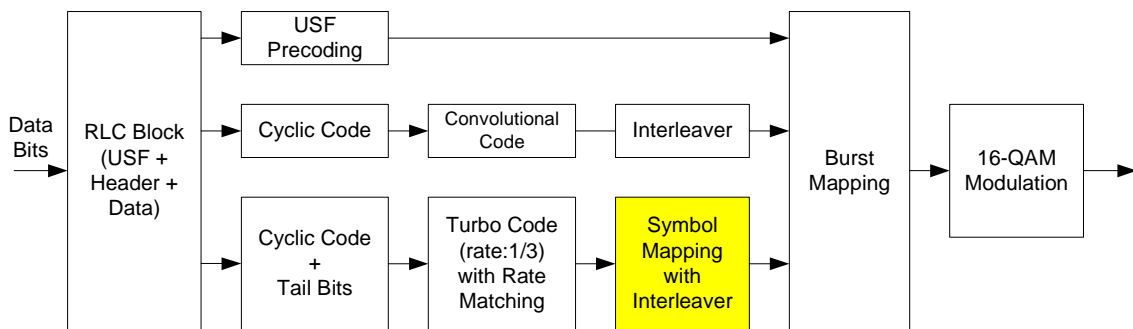 Data
Bits
RLC Block
(USF +
Header +
Data)
USF
Precoding
Cyclic Code
Convolutional
Code
Interleaver
Cyclic Code
+
Tail Bits
Turbo Code
(rate:1/3)
with Rate
Matching
Symbol
Mapping
with
Interleaver
Burst
Mapping
16-QAM
Modulation